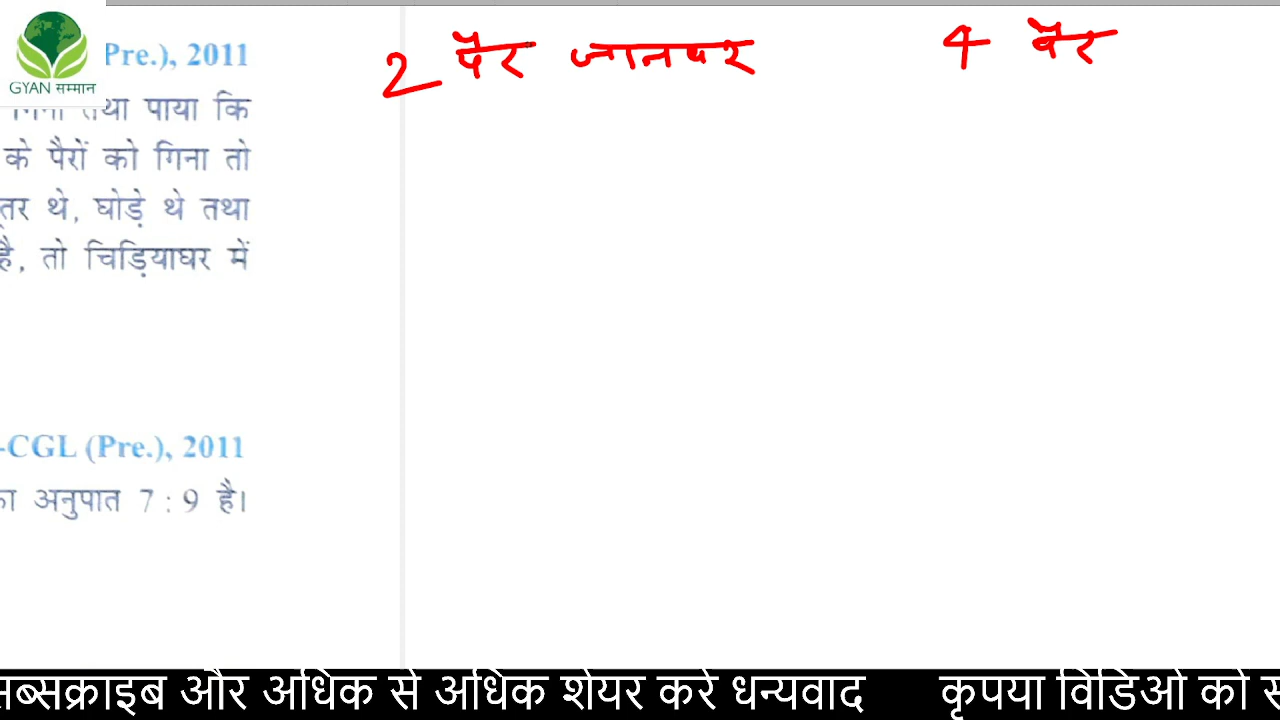 GYAN सम्मान
Pre.), 2011
2 पैर जानवर
4 पैर
तथा पाया कि
के पैरों को गिना तो
तर थे, घोड़े थे तथा
है, तो चिड़ियाघर में
-CGL (Pre.), 2011
का अनुपात 7 : 9 है।
सब्सक्राइब और अधिक से अधिक शेयर करे धन्यवाद कृपया विडिओ को स